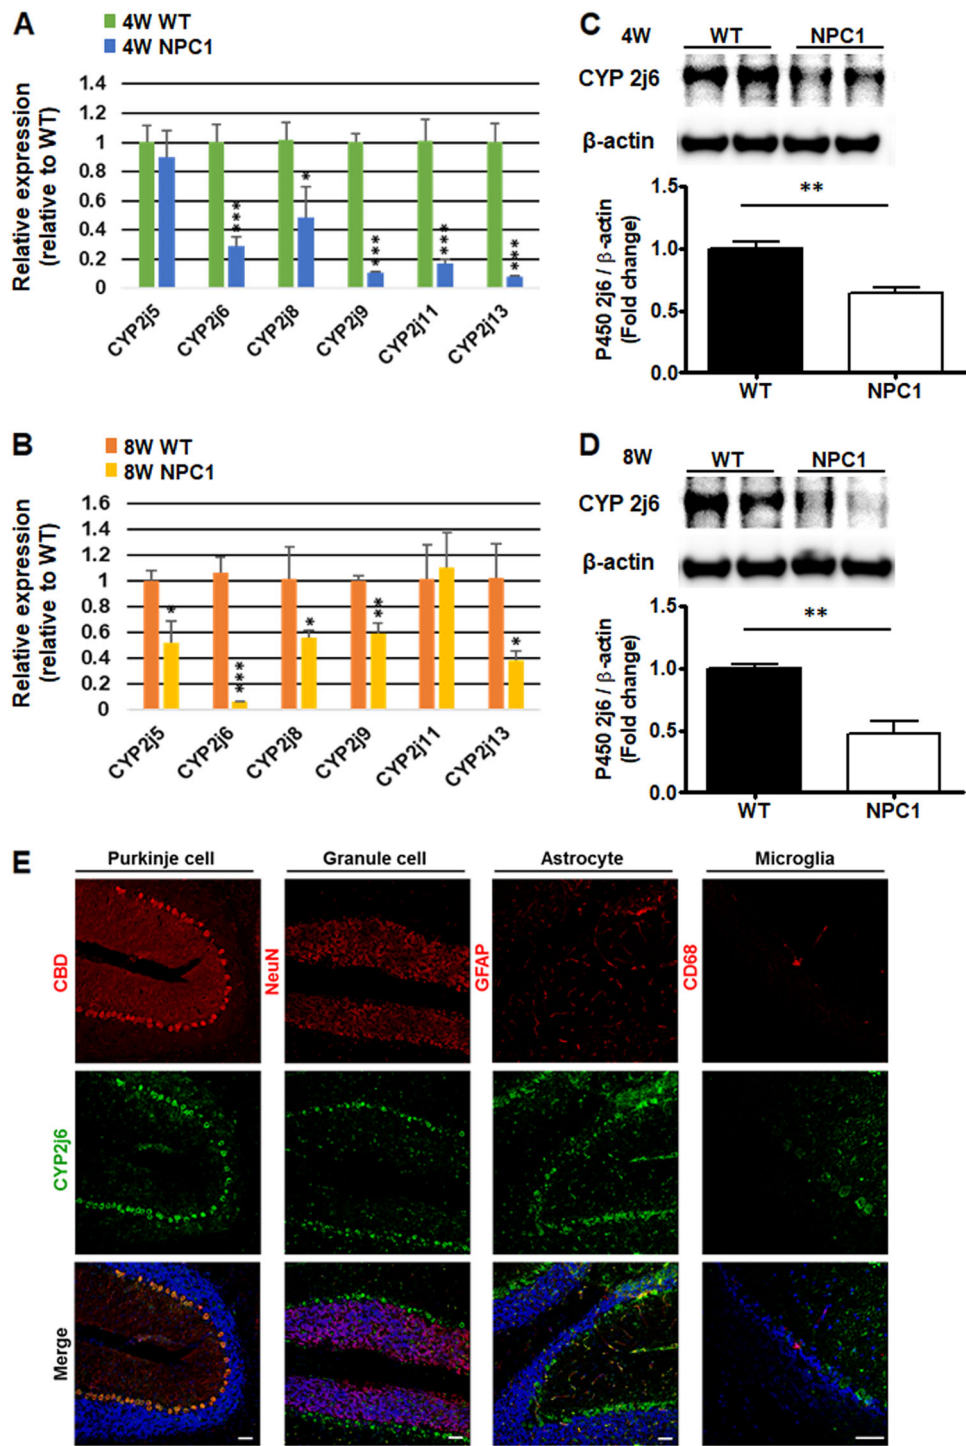 A
4W WT
4W NPC1
Relative expression
(relative to WT)
1.4
1.2
1
0.8
0.6
0.4
0.2
0
***
*
***
***
***
CYP2j5
CYP2j6
CYP2j8
CYP2j9
CYP2j11
CYP2j13
B
8W WT
8W NPC1
Relative expression
(relative to WT)
1.6
1.4
1.2
1
0.8
0.6
0.4
0.2
0
*
***
*
**
*
CYP2j5
CYP2j6
CYP2j8
CYP2j9
CYP2j11
CYP2j13
C
4W WT NPC1
CYP 2j6
β-actin
P450 2j6 / β-actin
(Fold change)
1.5
1.0
0.5
0.0
**
WT NPC1
D
8W WT NPC1
CYP 2j6
β-actin
P450 2j6 / β-actin
(Fold change)
1.5
1.0
0.5
0.0
**
WT NPC1
E
Purkinje cell Granule cell Astrocyte Microglia
CBD NeuN GFAP CD68
CYP2j6
Merge